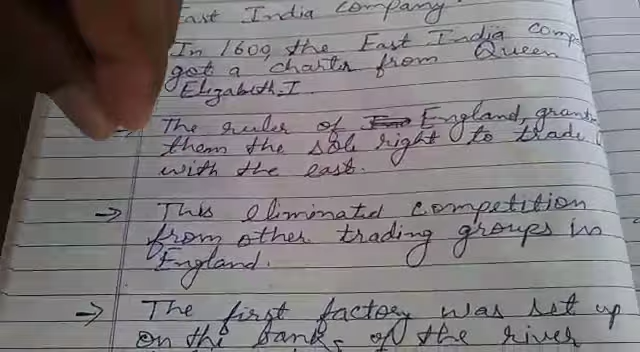 East India Company
In 1600, the East India Comp
got a charter from Queen
Elizabeth I.
→ The ruler of England, grant
them the sole right to trade
with the east.
→ This eliminated competition
from other trading groups in
England.
→ The first factory was set up
on the bank of the river